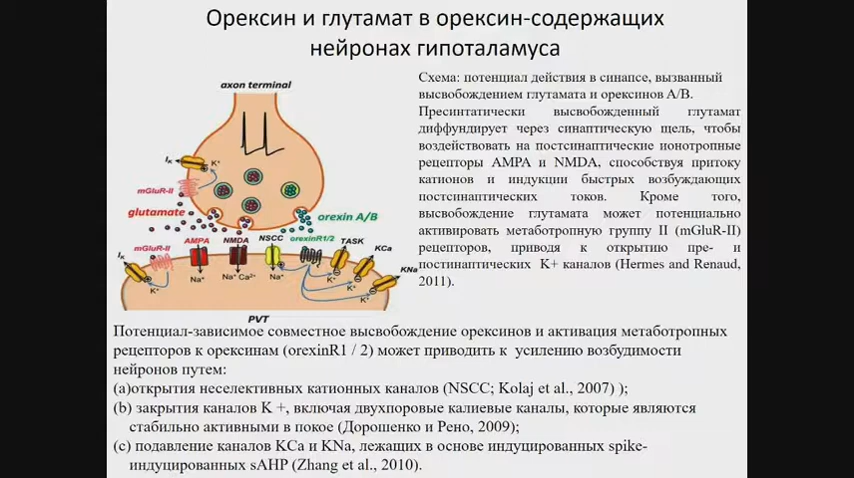 Орексин и глутамат в орексин-содержащих
нейронах гипоталамуса
axon terminal
I K
K⁺
mGluR-II
glutamate
orexin A/B
I K
mGluR-II
AMPA
NMDA
NSCC
orexinR1/2
TASK
KCa
KNa
K⁺
Na⁺
Na⁺ Ca²⁺
Na⁺
K⁺
K⁺
K⁺
PVT
Схема: потенциал действия в синапсе, вызванный
высвобождением глутамата и орексинов А/В.
Пресинтатически высвобожденный глутамат
диффундирует через синаптическую щель, чтобы
воздействовать на постсинаптические ионотропные
рецепторы AMPA и NMDA, способствуя притоку
катионов и индукции быстрых возбуждающих
постсинаптических токов. Кроме того,
высвобождение глутамата может потенциально
активировать метаботропную группу II (mGluR-II)
рецепторов, приводя к открытию пре- и
постинаптических K+ каналов (Hermes and Renaud,
2011).
Потенциал-зависимое совместное высвобождение орексинов и активация метаботропных
рецепторов к орексинам (orexinR1 / 2) может приводить к усилению возбудимости
нейронов путем:
(a)открытия неселективных катионных каналов (NSCC; Kolaj et al., 2007) );
(b) закрытия каналов K +, включая двухпоровые калиевые каналы, которые являются
стабильно активными в покое (Дорошенко и Рено, 2009);
(c) подавление каналов KCa и KNa, лежащих в основе индуцированных spike-
индуцированных sAHP (Zhang et al., 2010).